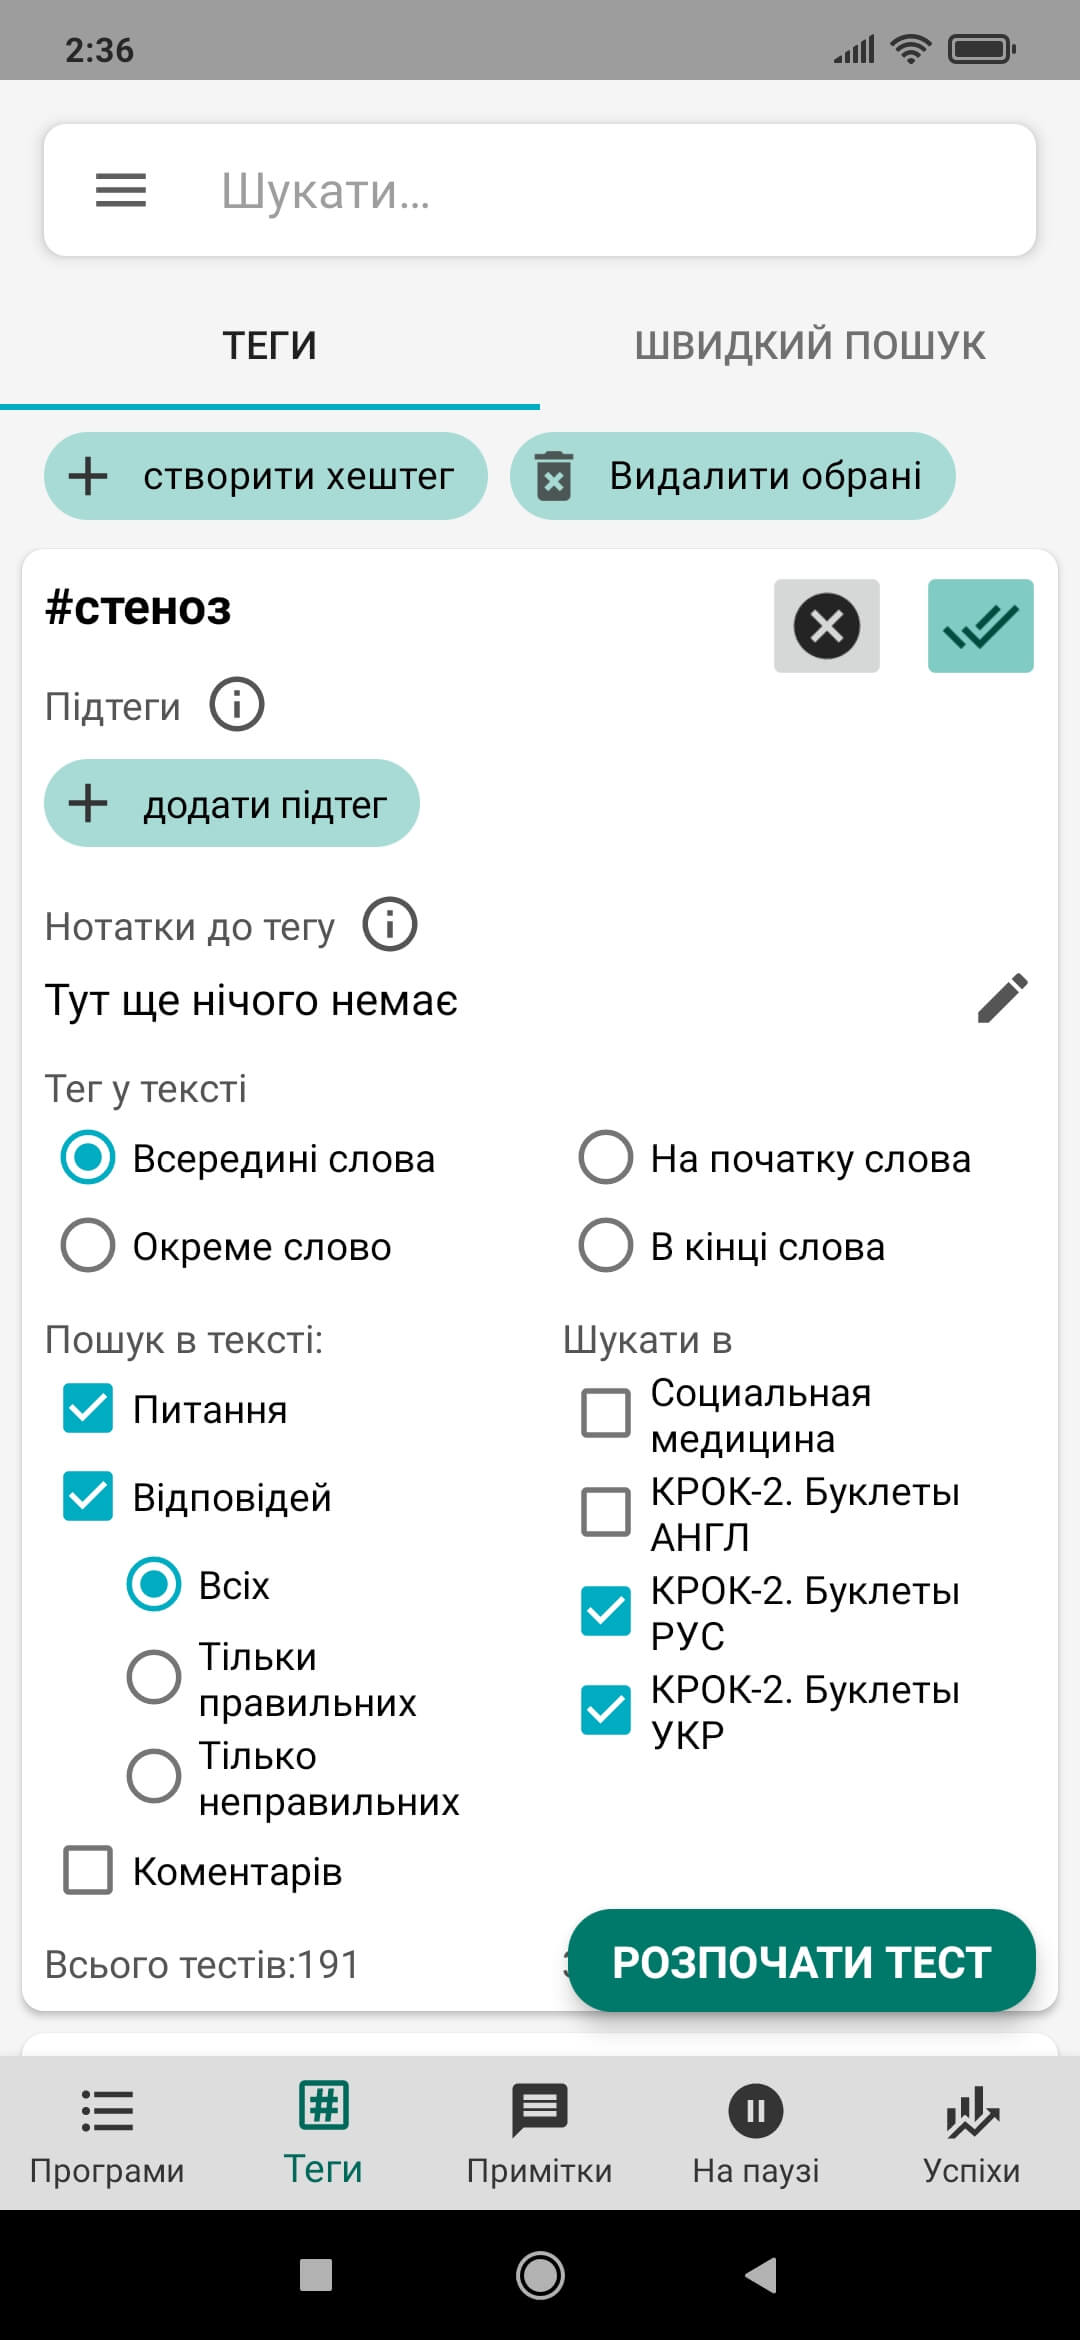 2:36
Шукати...
ТЕГИ
ШВИДКИЙ ПОШУК
створити хештег
Видалити обрані
#стеноз
Підтеги
додати підтег
Нотатки до тегу
Тут ще нічого немає
Тег у тексті
Всередині слова
На початку слова
Окреме слово
В кінці слова
Пошук в тексті:
Питання
Відповідей
Всіх
Тільки
правильних
Тілько
неправильних
Коментарів
Шукати в
Социальная
медицина
КРОК-2. Буклеты
АНГЛ
КРОК-2. Буклеты
РУС
КРОК-2. Буклеты
УКР
Всього тестів:191
РОЗПОЧАТИ ТЕСТ
Програми
Теги
Примітки
На паузі
Успіхи